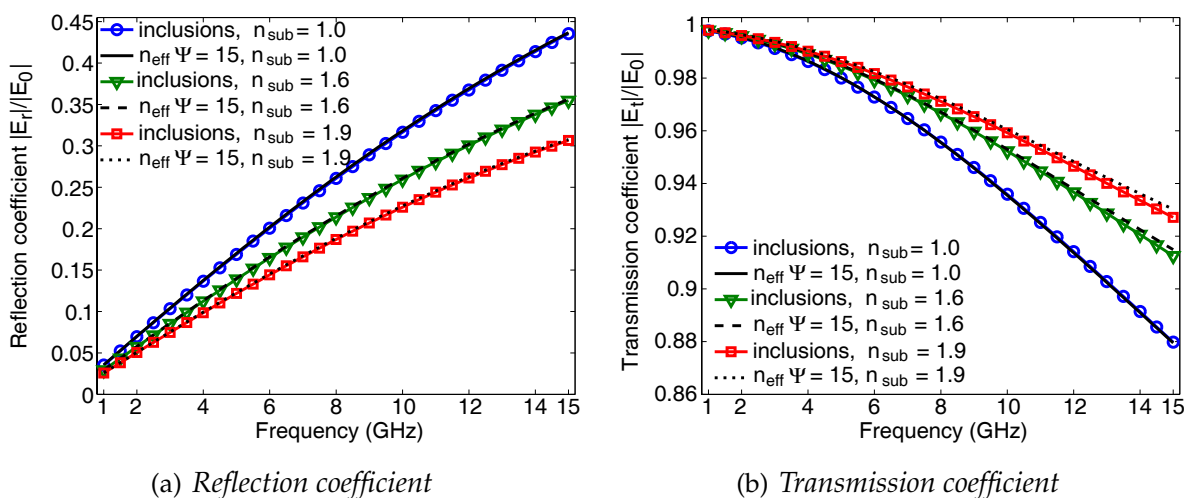 0.45
0.4
0.35
0.3
0.25
0.2
0.15
0.1
0.05
0
Reflection coefficient |E_r|/|E_0|
inclusions, n_sub = 1.0
n_eff Ψ = 15, n_sub = 1.0
inclusions, n_sub = 1.6
n_eff Ψ = 15, n_sub = 1.6
inclusions, n_sub = 1.9
n_eff Ψ = 15, n_sub = 1.9
1 2 4 6 8 10 12 14 15
Frequency (GHz)
(a) Reflection coefficient
1
0.98
0.96
0.94
0.92
0.9
0.88
0.86
Transmission coefficient |E_t|/|E_0|
inclusions, n_sub = 1.0
n_eff Ψ = 15, n_sub = 1.0
inclusions, n_sub = 1.6
n_eff Ψ = 15, n_sub = 1.6
inclusions, n_sub = 1.9
n_eff Ψ = 15, n_sub = 1.9
1 2 4 6 8 10 12 14 15
Frequency (GHz)
(b) Transmission coefficient